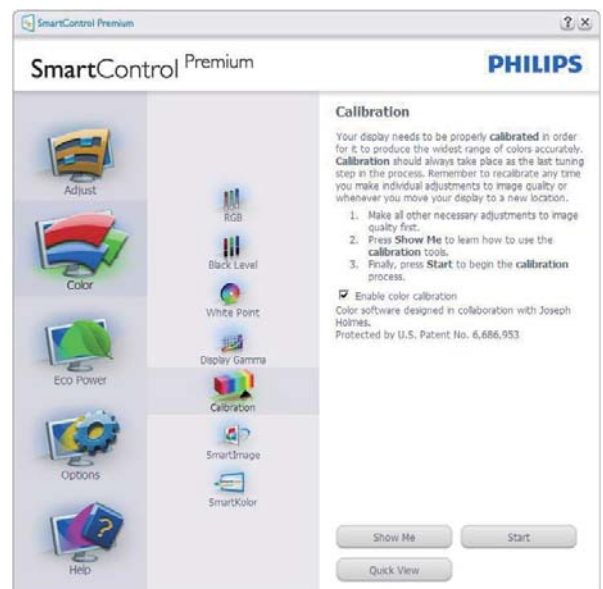 SmartControl Premium
SmartControl Premium
PHILIPS
Adjust
Color
Eco Power
Options
Help
RGB
Black Level
White Point
Display Gamma
Calibration
SmartImage
SmartKolor
Calibration
Your display needs to be properly calibrated in order
for it to produce the widest range of colors accurately.
Calibration should always take place as the last tuning
step in the process. Remember to recalibrate any time
you make individual adjustments to image quality or
whenever you move your display to a new location.
1. Make all other necessary adjustments to image
quality first.
2. Press Show Me to learn how to use the
calibration tools.
3. Finally, press Start to begin the calibration
process.
Enable color calibration
Color software designed in collaboration with Joseph
Holmes.
Protected by U.S. Patent No. 6,686,953
Show Me
Start
Quick View